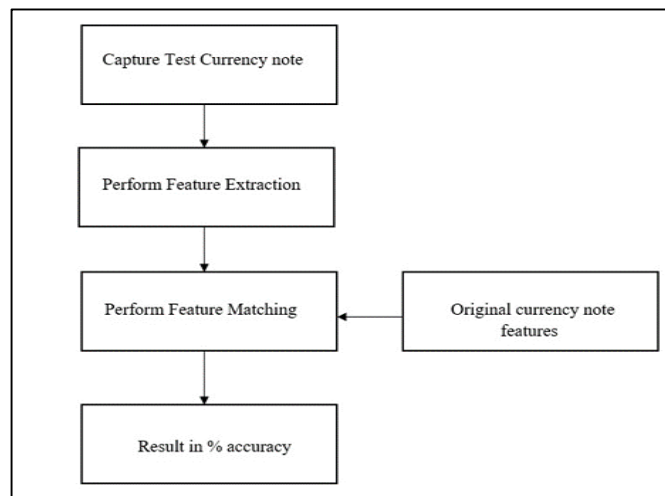 Capture Test Currency note
Perform Feature Extraction
Perform Feature Matching
Original currency note
features
Result in % accuracy